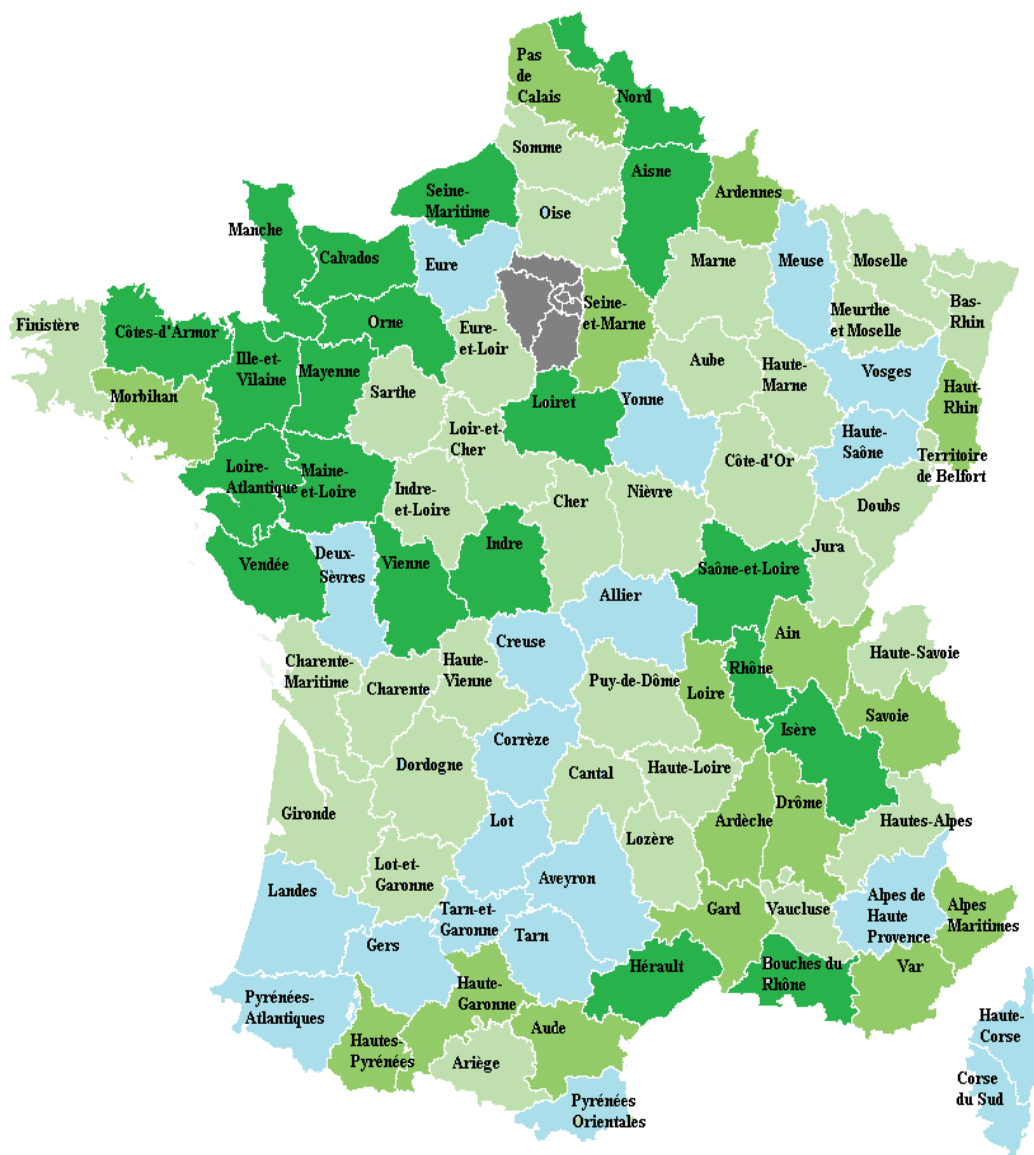 Pas
de
Calais
Nord
Somme
Aisne
Ardennes
Seine-
Maritime
Oise
Manche
Calvados
Eure
Marne
Meuse
Moselle
Meurthe
et Moselle
Bas-
Rhin
Finistère
Côtes-d'Armor
Orne
Eure-
et-Loir
Seine-
et-Marne
Ille-et-
Vilaine
Mayenne
Aube
Haute-
Marne
Vosges
Morbihan
Sarthe
Loiret
Yonne
Haut-
Rhin
Loir-et-
Cher
Haute-
Saône
Territoire
de Belfort
Loire-
Atlantique
Maine-
et-Loire
Indre-
et-Loire
Cher
Nièvre
Côte-d'Or
Doubs
Vendée
Deux-
Sèvres
Vienne
Indre
Saône-et-Loire
Jura
Allier
Creuse
Ain
Haute-Savoie
Charente-
Maritime
Charente
Haute-
Vienne
Puy-de-Dôme
Loire
Rhône
Savoie
Isère
Corrèze
Dordogne
Cantal
Haute-Loire
Drôme
Gironde
Lot
Ardèche
Hautes-Alpes
Lozère
Lot-et-
Garonne
Aveyron
Landes
Tarn-et-
Garonne
Gard
Vaucluse
Alpes de
Haute
Provence
Alpes
Maritimes
Gers
Tarn
Hérault
Bouches du
Rhône
Var
Pyrénées-
Atlantiques
Haute-
Garonne
Hautes-
Pyrénées
Aude
Ariège
Haute-
Corse
Pyrénées
Orientales
Corse
du Sud